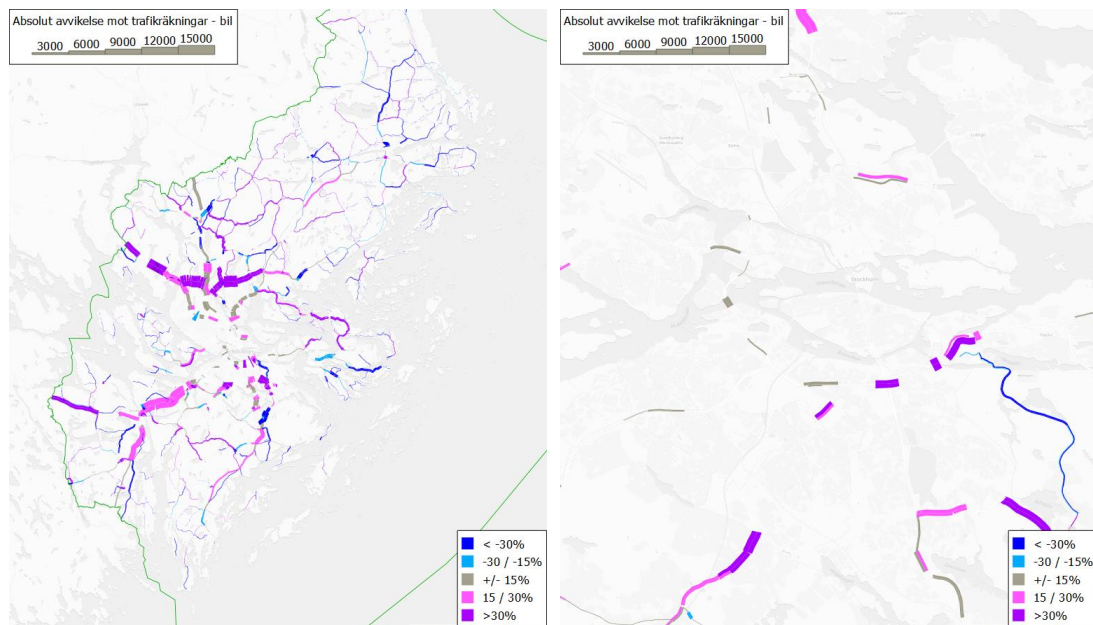 Absolut avvikelse mot trafikräkningar - bil
3000 6000 9000 12000 15000
< -30%
-30 / -15%
+/- 15%
15 / 30%
>30%
Absolut avvikelse mot trafikräkningar - bil
3000 6000 9000 12000 15000
< -30%
-30 / -15%
+/- 15%
15 / 30%
>30%